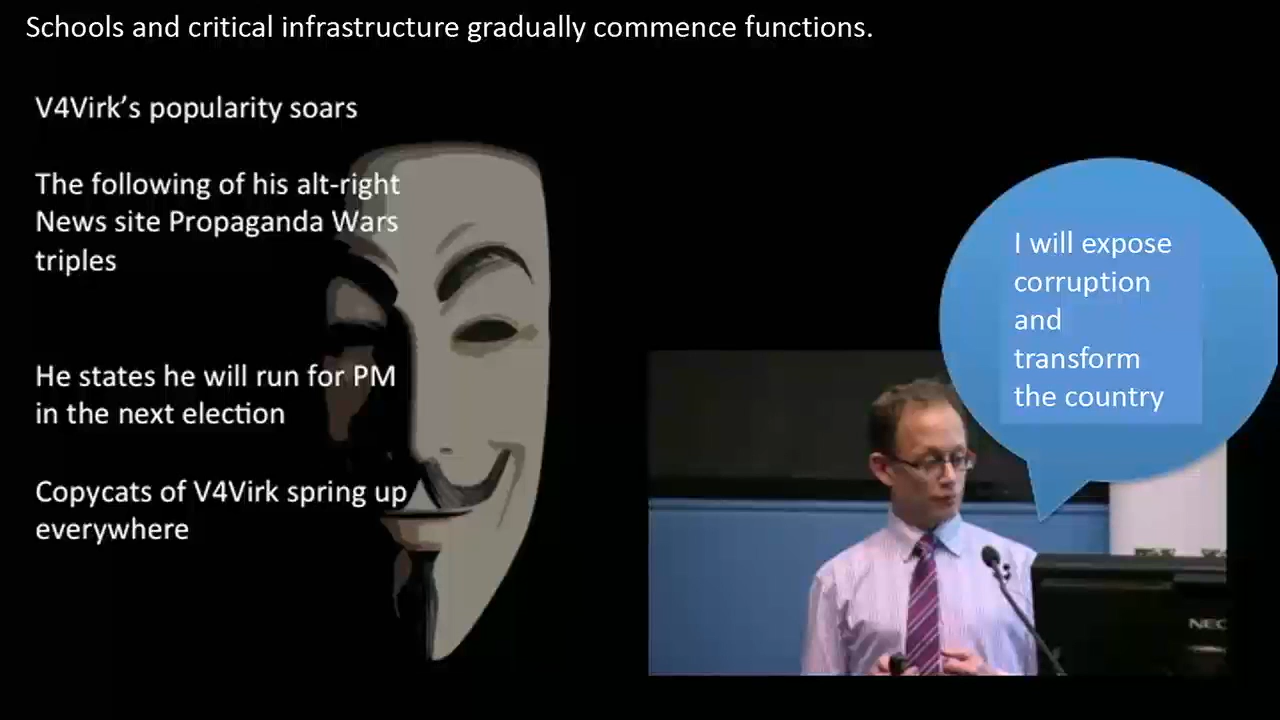 Schools and critical infrastructure gradually commence functions.
V4Virk’s popularity soars
The following of his alt-right
News site Propaganda Wars
triples
He states he will run for PM
in the next election
Copycats of V4Virk spring up
everywhere
I will expose
corruption
and
transform
the country
NEC